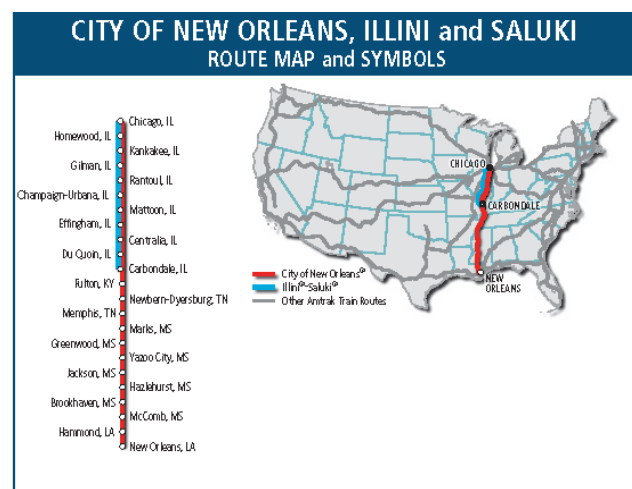 CITY OF NEW ORLEANS, ILLINI and SALUKI
ROUTE MAP and SYMBOLS
Chicago, IL
Homewood, IL
Kankakee, IL
Gilman, IL
Rantoul, IL
Champaign-Urbana, IL
Mattoon, IL
Effingham, IL
Centralia, IL
Du Quoin, IL
Carbondale, IL
Fulton, KY
Newbern-Dyersburg, TN
Memphis, TN
Marks, MS
Greenwood, MS
Yazoo City, MS
Jackson, MS
Hazlehurst, MS
Brookhaven, MS
McComb, MS
Hammond, LA
New Orleans, LA
CHICAGO
CARBONDALE
NEW
ORLEANS
City of New Orleans®
Illini®-Saluki®
Other Amtrak Train Routes